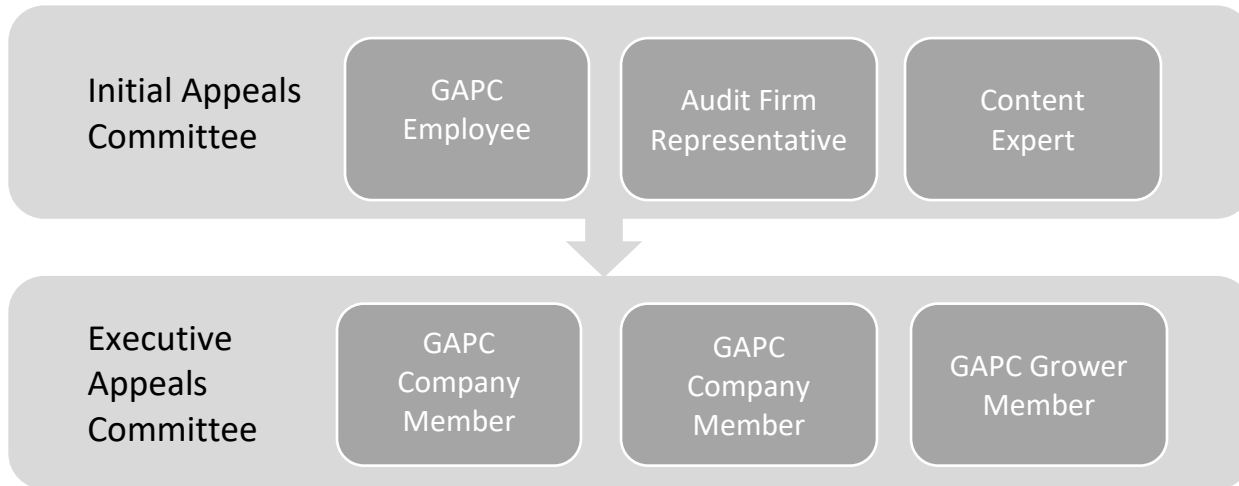 Initial Appeals
Committee
GAPC
Employee
Audit Firm
Representative
Content
Expert
Executive
Appeals
Committee
GAPC
Company
Member
GAPC
Company
Member
GAPC Grower
Member